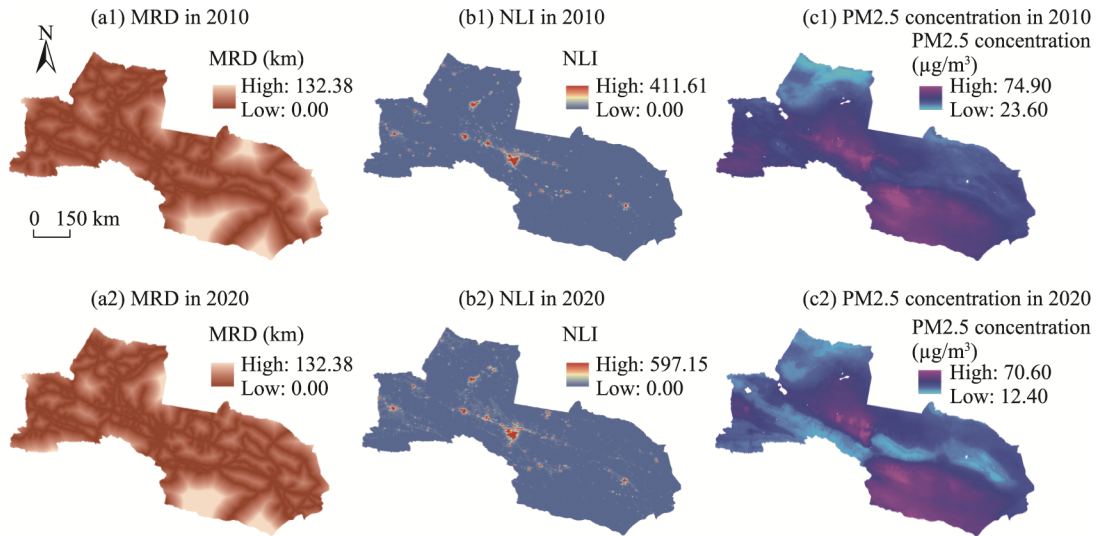 (a1) MRD in 2010
N
MRD (km)
High: 132.38
Low: 0.00
0 150 km
(b1) NLI in 2010
NLI
High: 411.61
Low: 0.00
(c1) PM2.5 concentration in 2010
PM2.5 concentration
(µg/m³)
High: 74.90
Low: 23.60
(a2) MRD in 2020
MRD (km)
High: 132.38
Low: 0.00
(b2) NLI in 2020
NLI
High: 597.15
Low: 0.00
(c2) PM2.5 concentration in 2020
PM2.5 concentration
(µg/m³)
High: 70.60
Low: 12.40